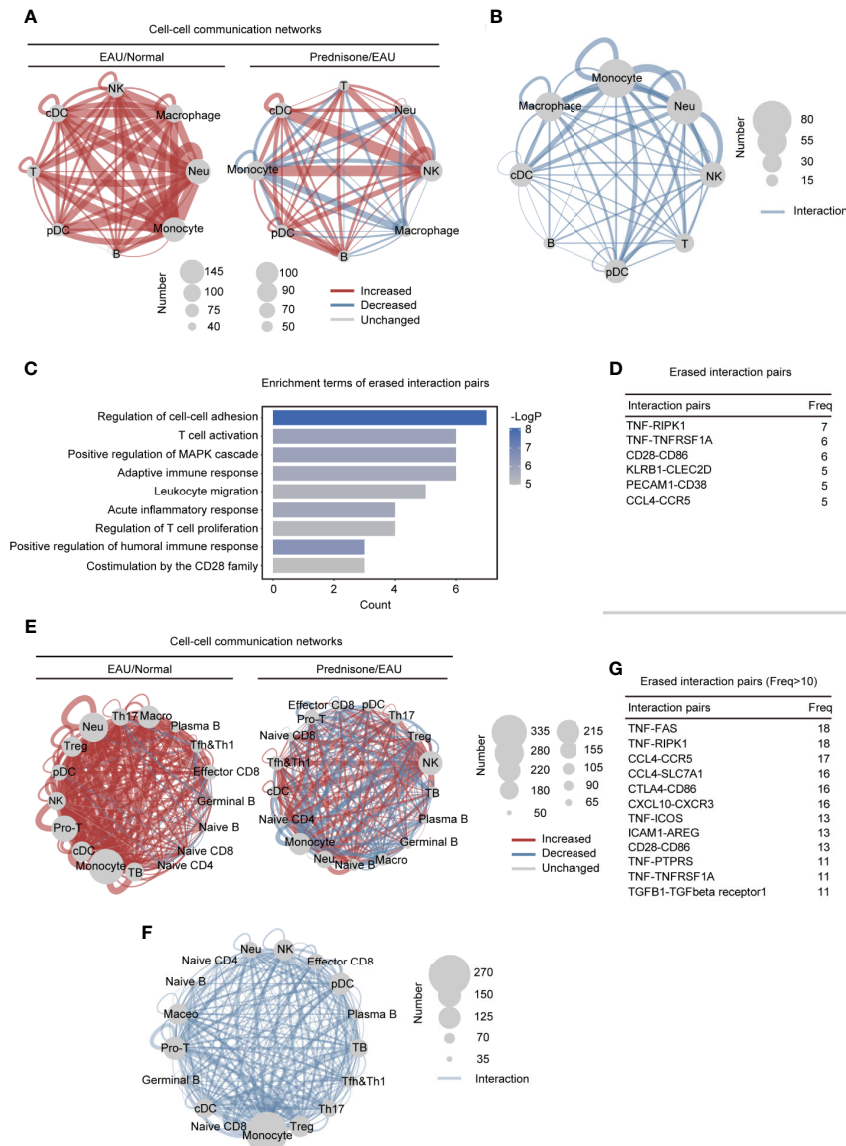 A
Cell-cell communication networks
EAU/Normal
Prednisone/EAU
NK
cDC
Macrophage
T
Neu
pDC
Monocyte
B
T
cDC
Neu
Monocyte
NK
pDC
Macrophage
B
Number
145
100
75
40
100
90
70
50
Increased
Decreased
Unchanged
B
Monocyte
Macrophage
Neu
cDC
NK
B
T
pDC
Number
80
55
30
15
Interaction
C
Enrichment terms of erased interaction pairs
Regulation of cell-cell adhesion
T cell activation
Positive regulation of MAPK cascade
Adaptive immune response
Leukocyte migration
Acute inflammatory response
Regulation of T cell proliferation
Positive regulation of humoral immune response
Costimulation by the CD28 family
0 2 4 6
Count
-LogP
8
7
6
5
D
Erased interaction pairs
Interaction pairs Freq
TNF-RIPK1 7
TNF-TNFRSF1A 6
CD28-CD86 6
KLRB1-CLEC2D 5
PECAM1-CD38 5
CCL4-CCR5 5
E
Cell-cell communication networks
EAU/Normal
Prednisone/EAU
Th17
Macro
Neu
Plasma B
Treg
Tfh&Th1
pDC
Effector CD8
NK
Germinal B
Pro-T
Naive B
cDC
Naive CD8
Monocyte
TB
Naive CD4
Effector CD8
pDC
Pro-T
Th17
Naive CD8
Treg
Tfh&Th1
NK
cDC
TB
Naive CD4
Plasma B
Monocyte
Germinal B
Neu
Naive B
Macro
Number
335
280
220
180
50
215
155
105
90
65
Increased
Decreased
Unchanged
G
Erased interaction pairs (Freq>10)
Interaction pairs Freq
TNF-FAS 18
TNF-RIPK1 18
CCL4-CCR5 17
CCL4-SLC7A1 16
CTLA4-CD86 16
CXCL10-CXCR3 16
TNF-ICOS 13
ICAM1-AREG 13
CD28-CD86 13
TNF-PTPRS 11
TNF-TNFRSF1A 11
TGFB1-TGFbeta receptor1 11
F
Neu
NK
Naive CD4
Effector CD8
Naive B
pDC
Maceo
Plasma B
Pro-T
TB
Germinal B
Tfh&Th1
cDC
Th17
Naive CD8
Monocyte
Treg
Number
270
150
125
70
35
Interaction